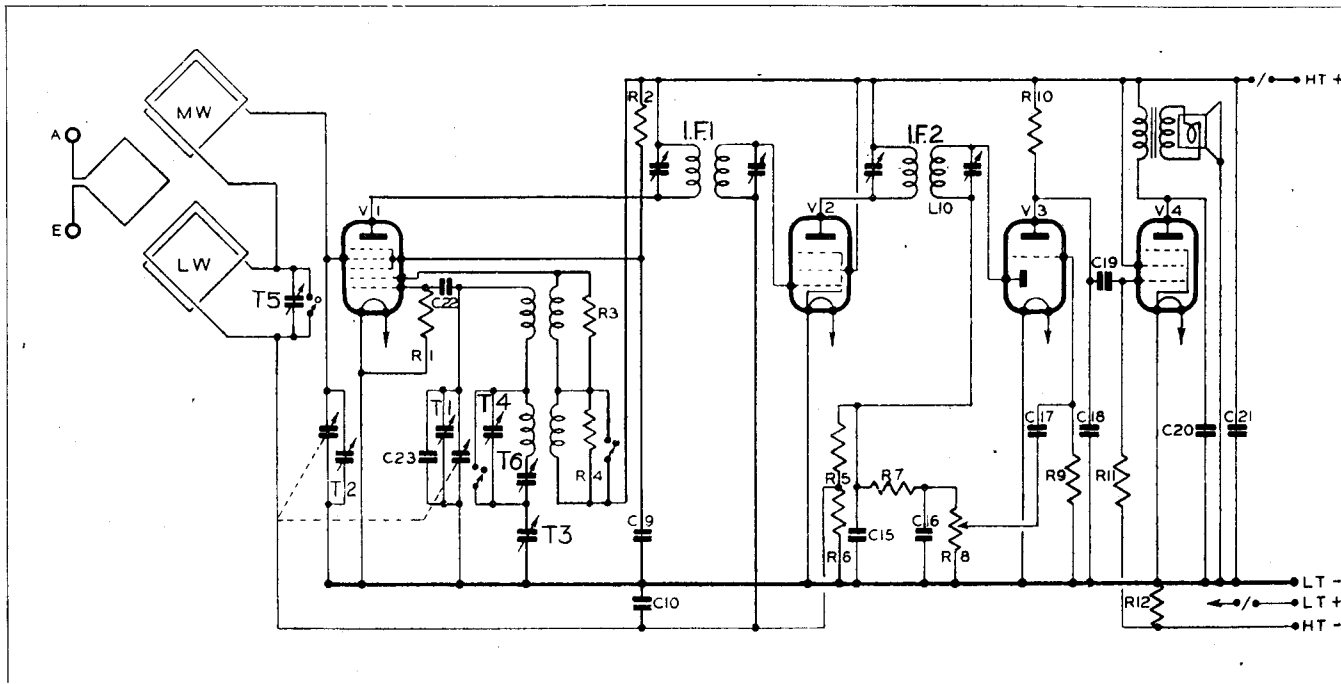 MW
A
E
LW
T5
V1
R2
I.F.1
V2
I.F.2
L10
R10
V3
V4
HT +
C22
R1
R3
T1
T4
C23
T2
T6
R4
T3
C9
C10
R5
R6
R7
C15
C16
R8
C17
R9
C18
C19
R11
C20
C21
R12
LT -
LT +
HT -